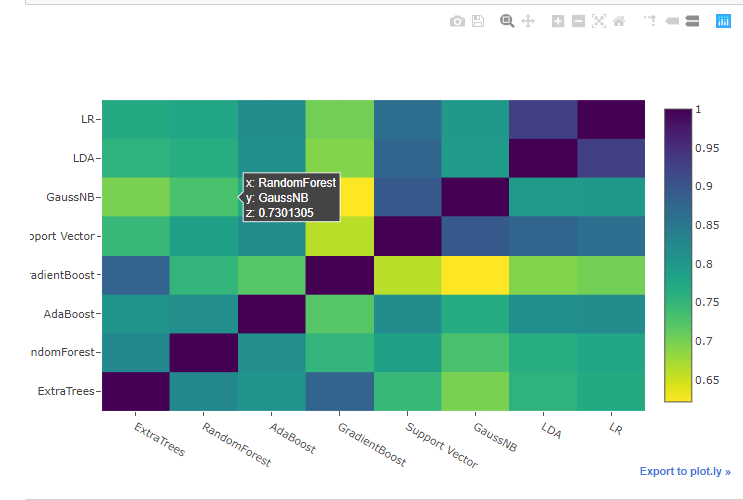 LR
LDA
GaussNB
pport Vector
radientBoost
AdaBoost
ndomForest
ExtraTrees
x: RandomForest
y: GaussNB
z: 0.7301305
1
0.95
0.9
0.85
0.8
0.75
0.7
0.65
ExtraTrees
RandomForest
AdaBoost
GradientBoost
Support Vector
GaussNB
LDA
LR
Export to plot.ly »